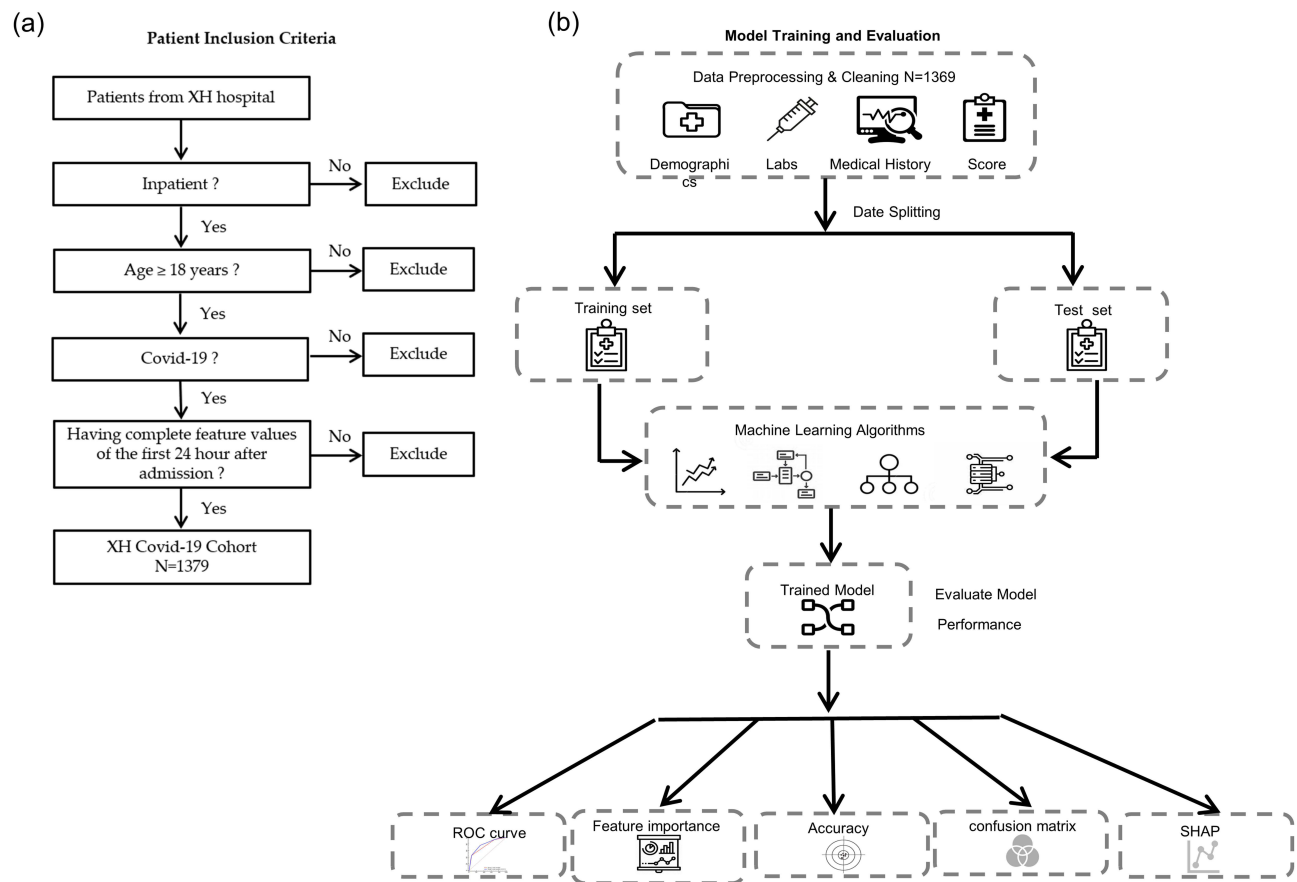 (a)
Patient Inclusion Criteria
Patients from XH hospital
Inpatient ?
No
Exclude
Yes
Age ≥ 18 years ?
No
Exclude
Yes
Covid-19 ?
No
Exclude
Yes
Having complete feature values
of the first 24 hour after
admission ?
No
Exclude
Yes
XH Covid-19 Cohort
N=1379
(b)
Model Training and Evaluation
Data Preprocessing & Cleaning N=1369
Demographi
cs
Labs
Medical History
Score
Date Splitting
Training set
Test set
Machine Learning Algorithms
Trained Model
Evaluate Model
Performance
ROC curve
Feature importance
Accuracy
confusion matrix
SHAP